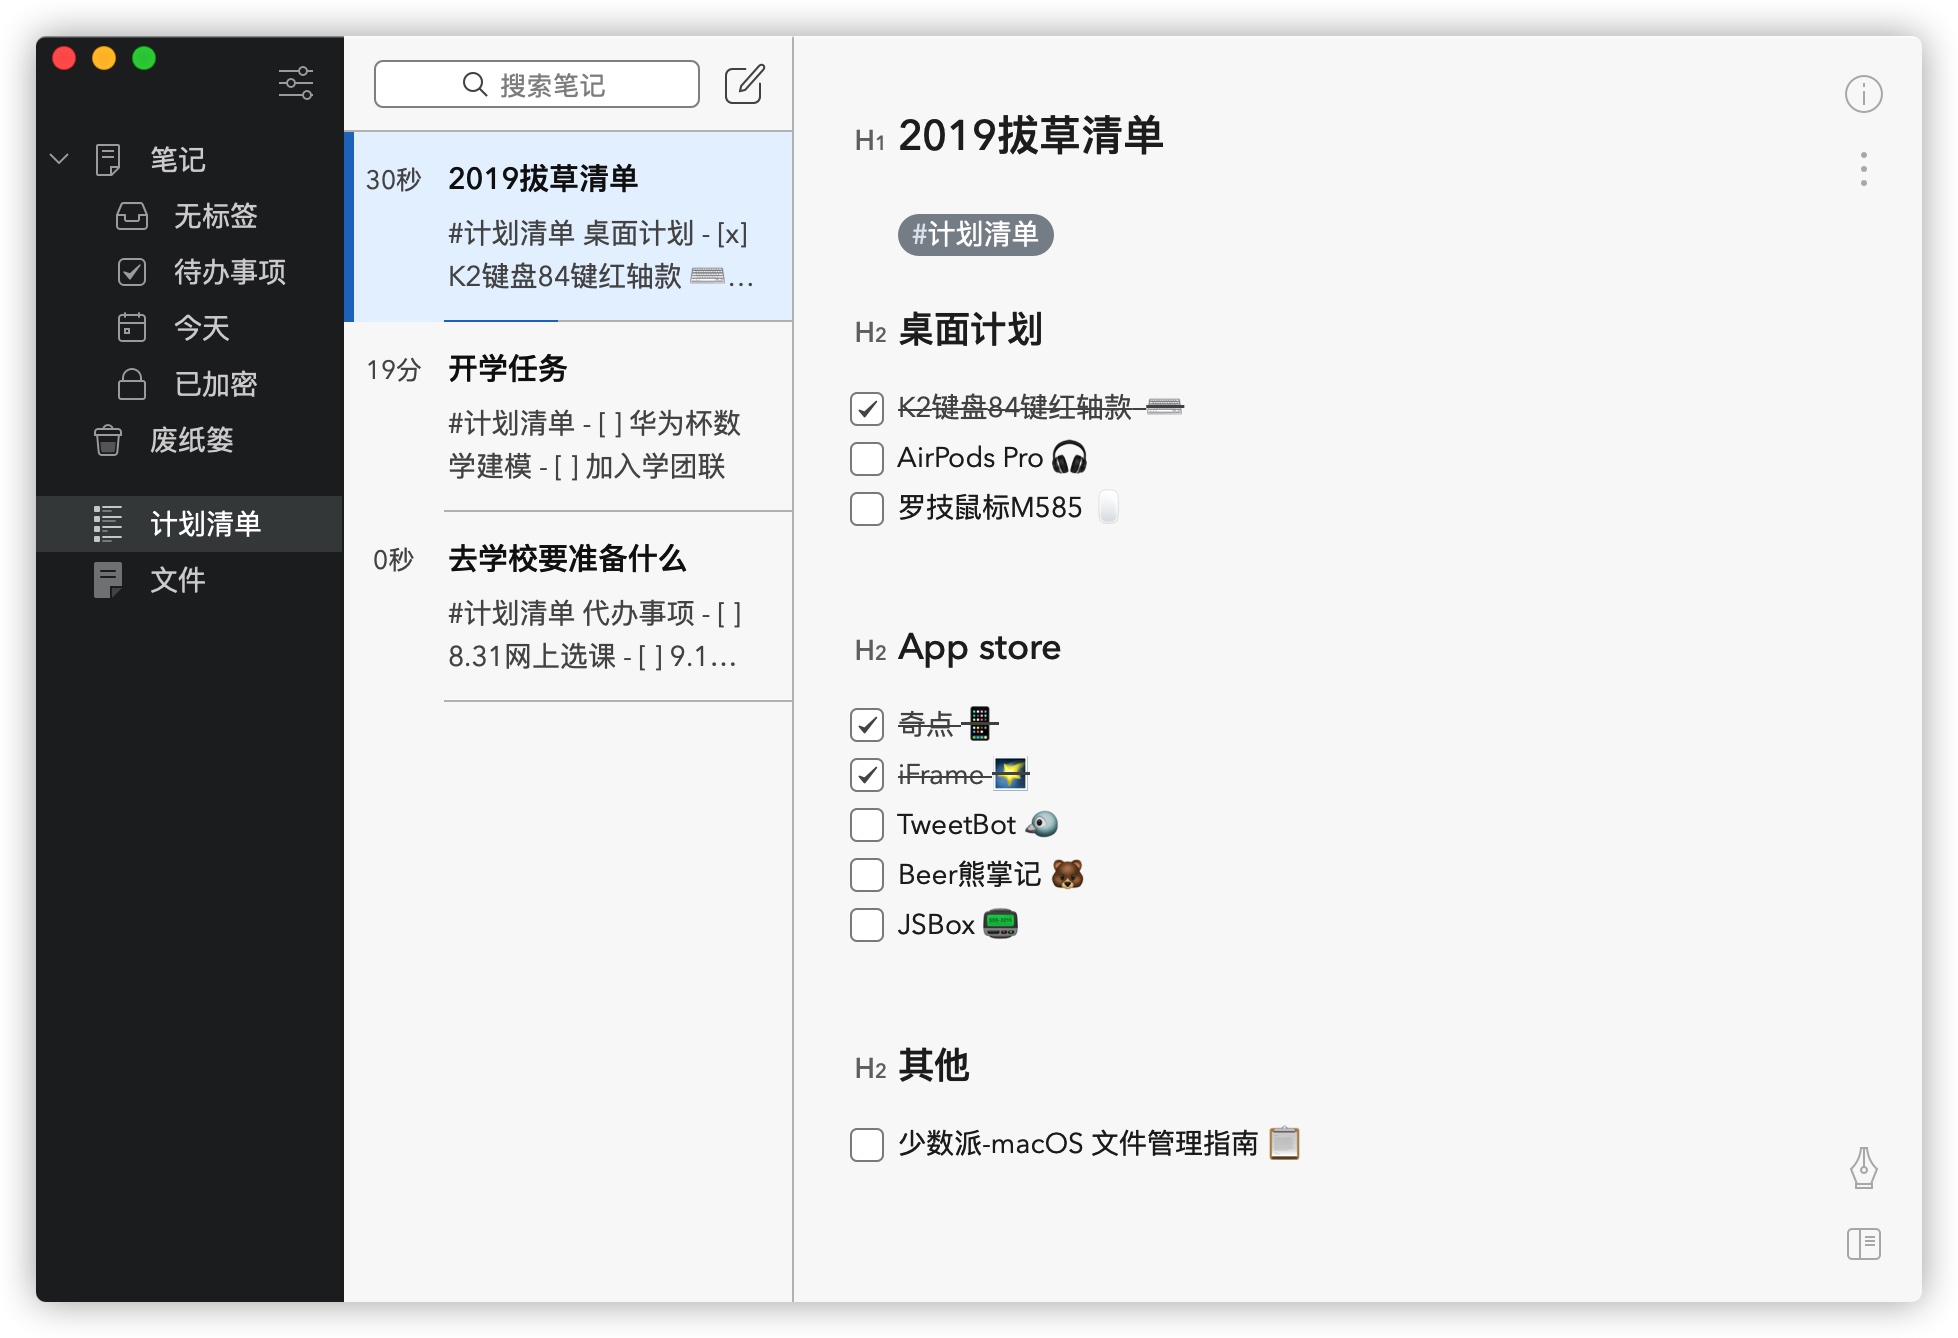 笔记
无标签
待办事项
今天
已加密
废纸篓
计划清单
文件
搜索笔记
30秒
2019拔草清单
#计划清单 桌面计划 - [x]
K2键盘84键红轴款 ⌨️…
19分
开学任务
#计划清单 - [ ] 华为杯数
学建模 - [ ] 加入学团联
0秒
去学校要准备什么
#计划清单 代办事项 - [ ]
8.31网上选课 - [ ] 9.1…
H1 2019拔草清单
#计划清单
H2 桌面计划
K2键盘84键红轴款 ⌨️
AirPods Pro 🎧
罗技鼠标M585
H2 App store
奇点 📱
iFrame 🌠
TweetBot 🐦
Beer熊掌记 🐻
JSBox 📟
H2 其他
少数派-macOS 文件管理指南 📋